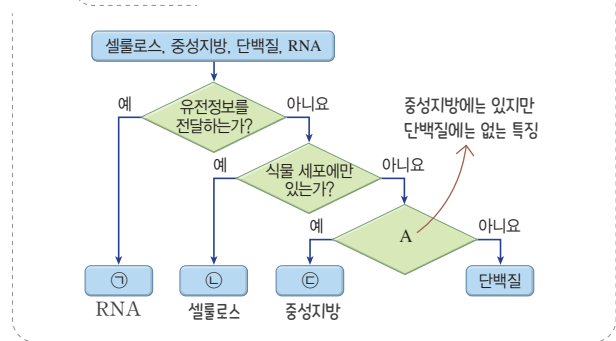 셀룰로스, 중성지방, 단백질, RNA
예
유전정보를
전달하는가?
아니요
중성지방에는 있지만
단백질에는 없는 특징
예
식물 세포에만
있는가?
아니요
예
A
아니요
㉠
㉡
㉢
단백질
RNA
셀룰로스
중성지방